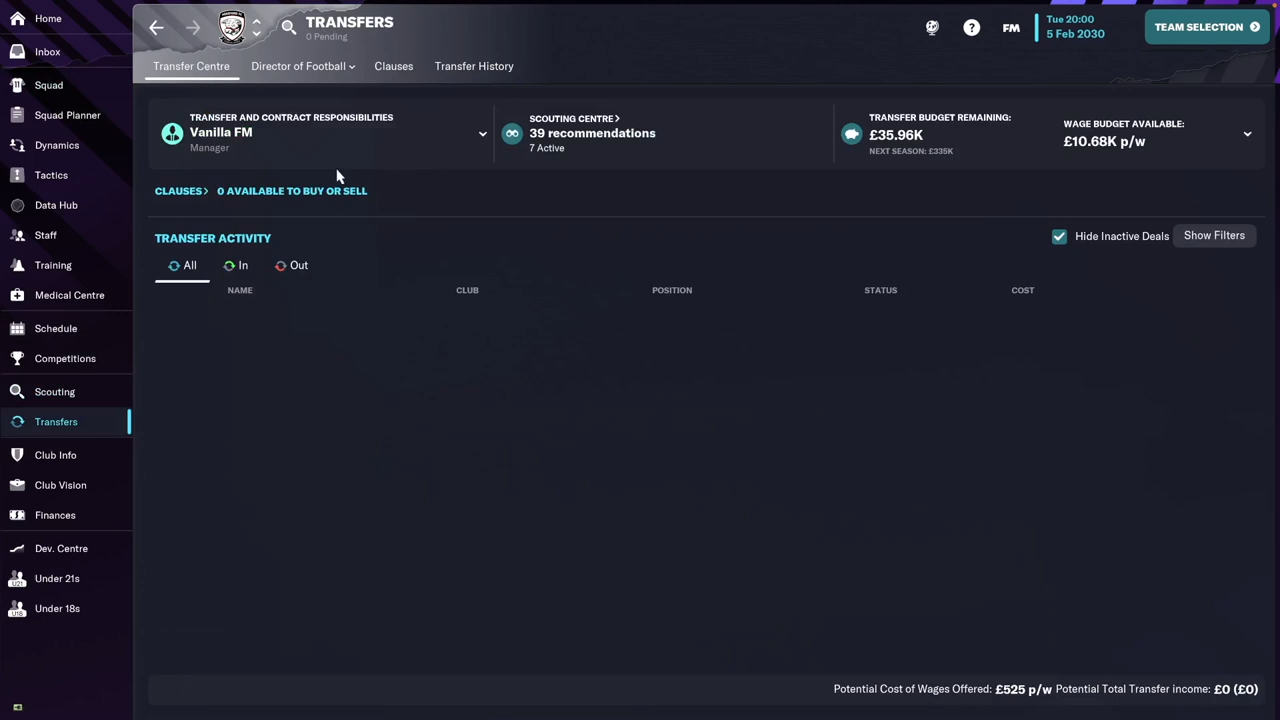 TRANSFERS
0 Pending
Tue 20:00
5 Feb 2030
FM
TEAM SELECTION
Home
Inbox
Squad
Squad Planner
Dynamics
Tactics
Data Hub
Staff
Training
Medical Centre
Schedule
Competitions
Scouting
Transfers
Club Info
Club Vision
Finances
Dev. Centre
U21
Under 21s
U18
Under 18s
Transfer Centre
Director of Football
Clauses
Transfer History
TRANSFER AND CONTRACT RESPONSIBILITIES
Vanilla FM
Manager
SCOUTING CENTRE
39 recommendations
7 Active
TRANSFER BUDGET REMAINING:
£35.96K
NEXT SEASON: £335K
WAGE BUDGET AVAILABLE:
£10.68K p/w
CLAUSES 0 AVAILABLE TO BUY OR SELL
TRANSFER ACTIVITY
Hide Inactive Deals
Show Filters
All In Out
NAME CLUB POSITION STATUS COST
Potential Cost of Wages Offered: £525 p/w Potential Total Transfer income: £0 (£0)